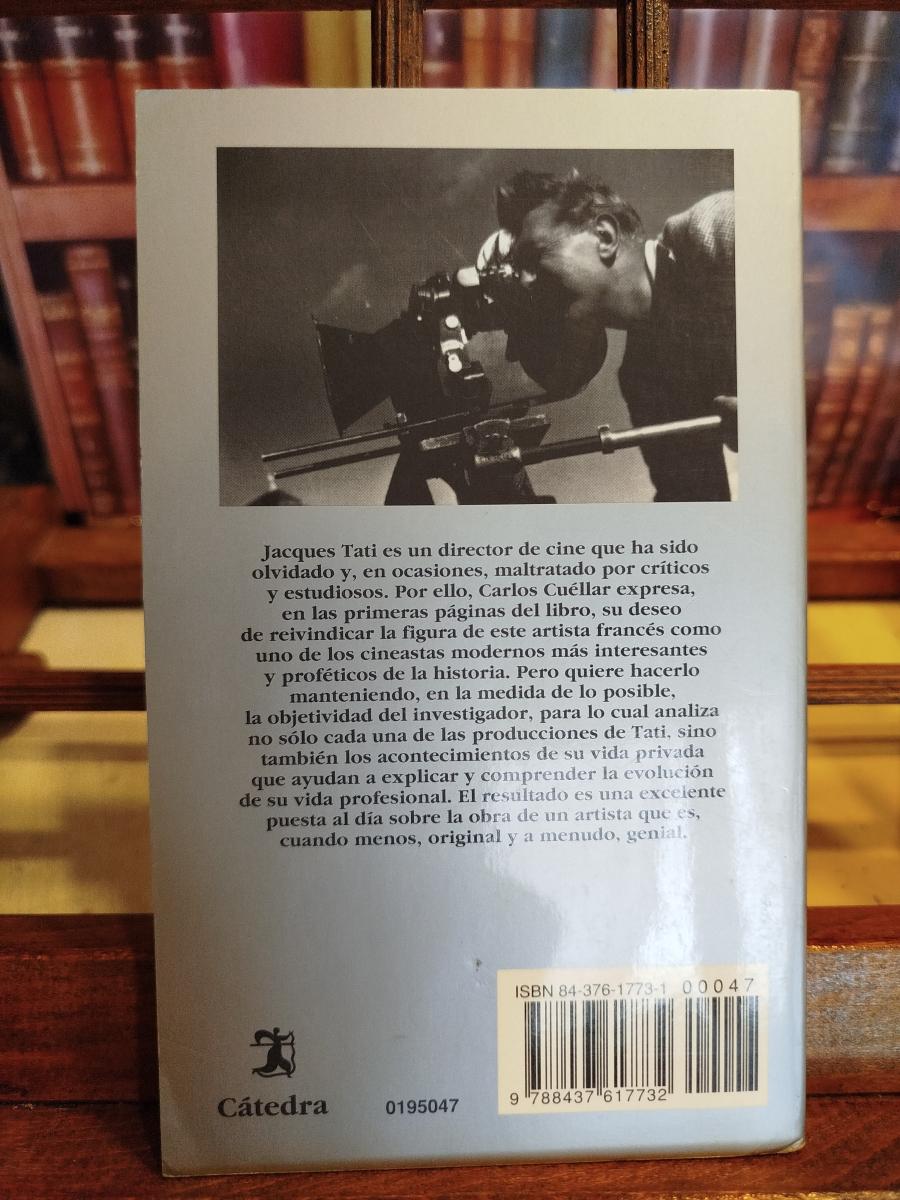 Jacques Tati es un director de cine que ha sido
olvidado y, en ocasiones, maltratado por críticos
y estudiosos. Por ello, Carlos Cuéllar expresa,
en las primeras páginas del libro, su deseo
de reivindicar la figura de este artista francés como
uno de los cineastas modernos más interesantes
y proféticos de la historia. Pero quiere hacerlo
manteniendo, en la medida de lo posible,
la objetividad del investigador, para lo cual analiza
no sólo cada una de las producciones de Tati, sino
también los acontecimientos de su vida privada
que ayudan a explicar y comprender la evolución
de su vida profesional. El resultado es una excelente
puesta al día sobre la obra de un artista que es,
cuando menos, original y a menudo, genial.
ISBN 84-376-1773-1 00047
9 788437 617732
Cátedra
0195047